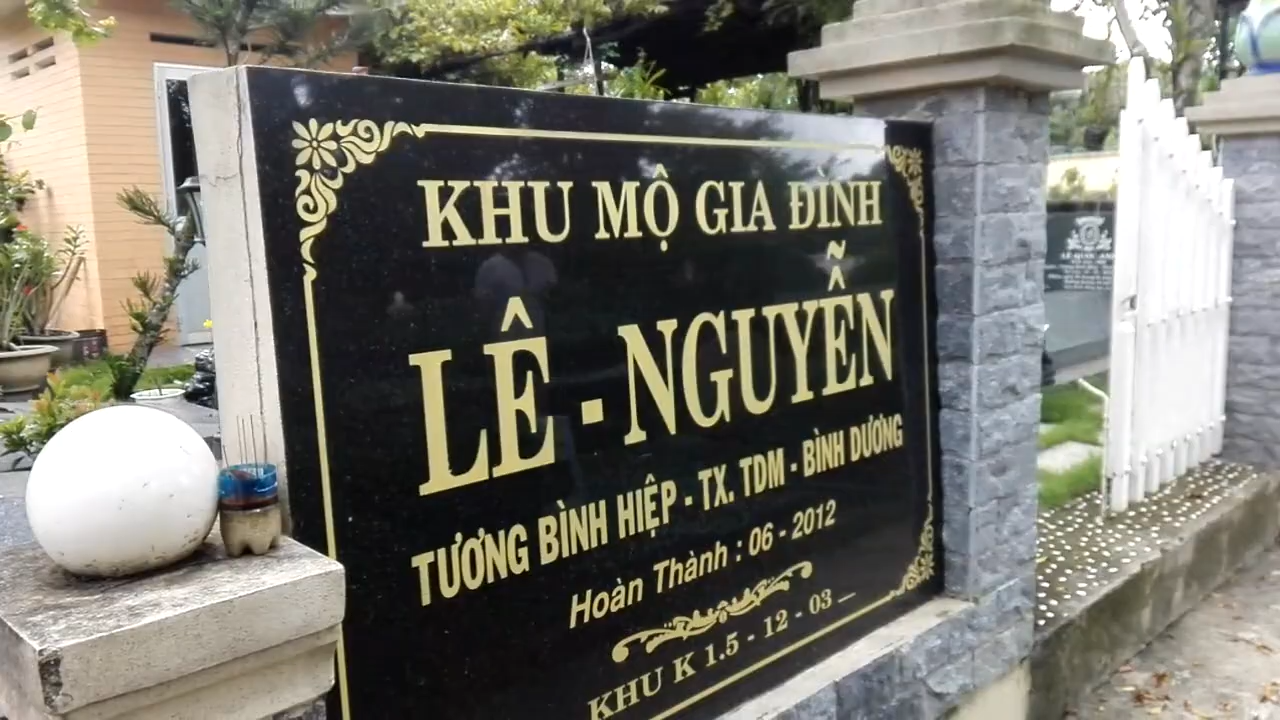 KHU MỘ GIA ĐÌNH
LÊ - NGUYỄN
TƯƠNG BÌNH HIỆP - TX. TDM - BÌNH DƯƠNG
Hoàn Thành : 06 - 2012
KHU K 1.5 - 12 - 03